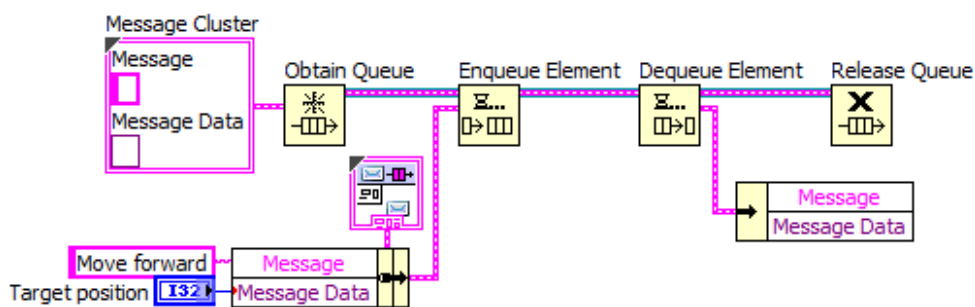 Message Cluster
Message
Message Data
Obtain Queue
Enqueue Element
Dequeue Element
Release Queue
Message
Message Data
Move forward
Message
Target position
I32
Message Data